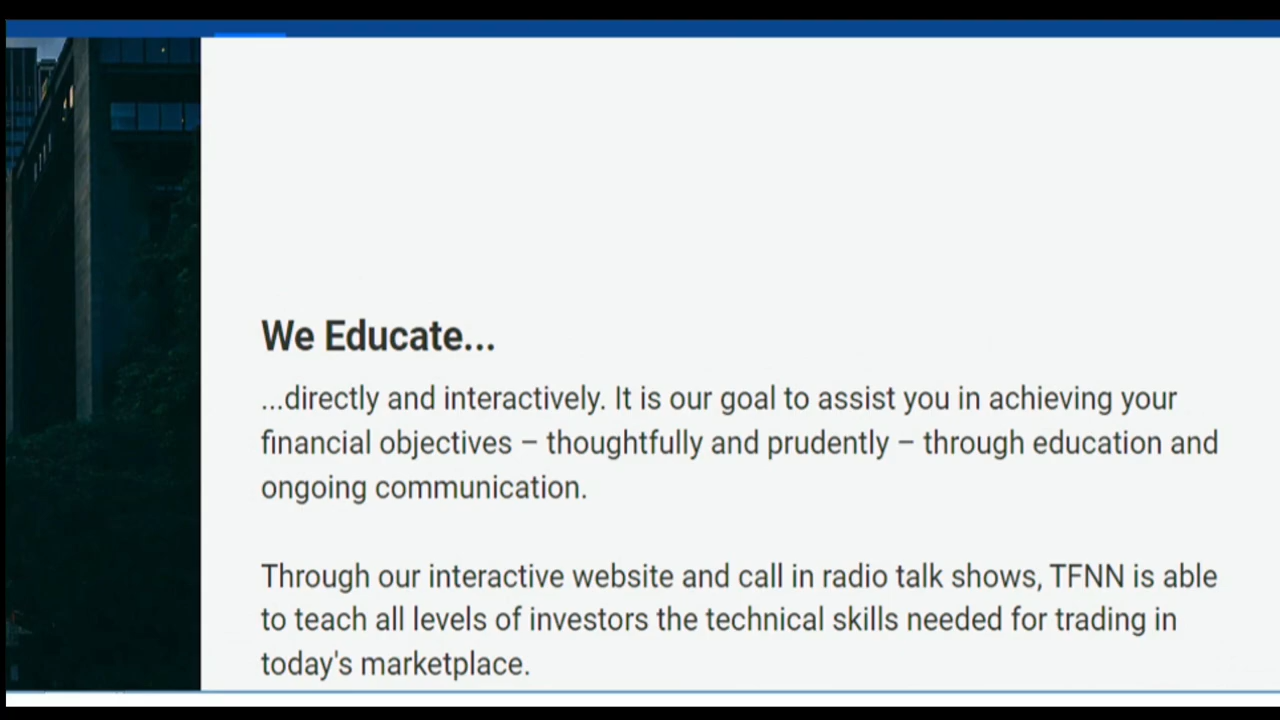 We Educate...
...directly and interactively. It is our goal to assist you in achieving your
financial objectives – thoughtfully and prudently – through education and
ongoing communication.
Through our interactive website and call in radio talk shows, TFNN is able
to teach all levels of investors the technical skills needed for trading in
today's marketplace.